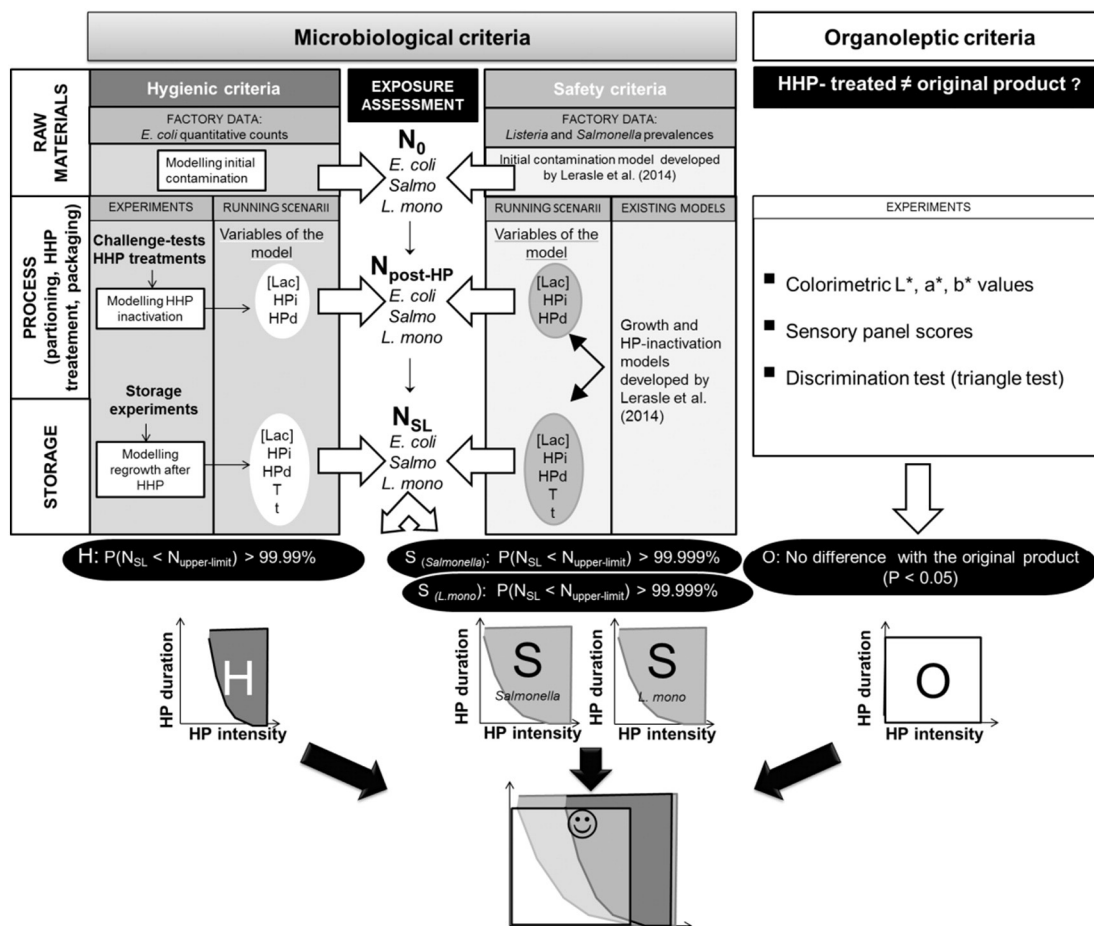 Microbiological criteria
Organoleptic criteria
Hygienic criteria
EXPOSURE
ASSESSMENT
Safety criteria
HHP- treated ≠ original product ?
RAW
MATERIALS
FACTORY DATA:
E. coli quantitative counts
Modelling initial
contamination
N0
E. coli
Salmo
L. mono
FACTORY DATA:
Listeria and Salmonella prevalences
Initial contamination model developed
by Lerasle et al. (2014)
PROCESS
(partioning, HHP
treatement, packaging)
EXPERIMENTS
RUNNING SCENARII
Challenge-tests
HHP treatments
Modelling HHP
inactivation
Variables of the
model
[Lac]
HPi
HPd
Npost-HP
E. coli
Salmo
L. mono
RUNNING SCENARII
EXISTING MODELS
Variables of the
model
[Lac]
HPi
HPd
Growth and
HP-inactivation
models
developed by
Lerasle et al.
(2014)
EXPERIMENTS
■ Colorimetric L*, a*, b* values
■ Sensory panel scores
■ Discrimination test (triangle test)
STORAGE
Storage
experiments
Modelling
regrowth after
HHP
[Lac]
HPi
HPd
T
t
NSL
E. coli
Salmo
L. mono
[Lac]
HPi
HPd
T
t
H: P(NSL < Nupper-limit) > 99.99%
S (Salmonella): P(NSL < Nupper-limit) > 99.999%
S (L.mono): P(NSL < Nupper-limit) > 99.999%
O: No difference with the original product
(P < 0.05)
HP duration
H
HP intensity
HP duration
S
Salmonella
HP intensity
HP duration
S
L. mono
HP intensity
HP duration
O
HP intensity